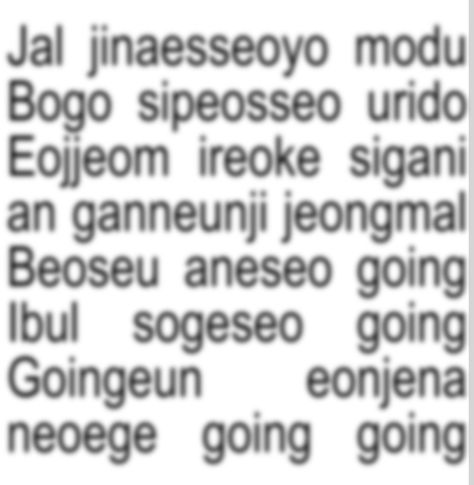 Jal jinaesseoyo modu
Bogo sipeosseo urido
Eojjeom ireoke sigani
an ganneunji jeongmal
Beoseu aneseo going
Ibul sogeseo going
Goingeun eonjena
neoege going going